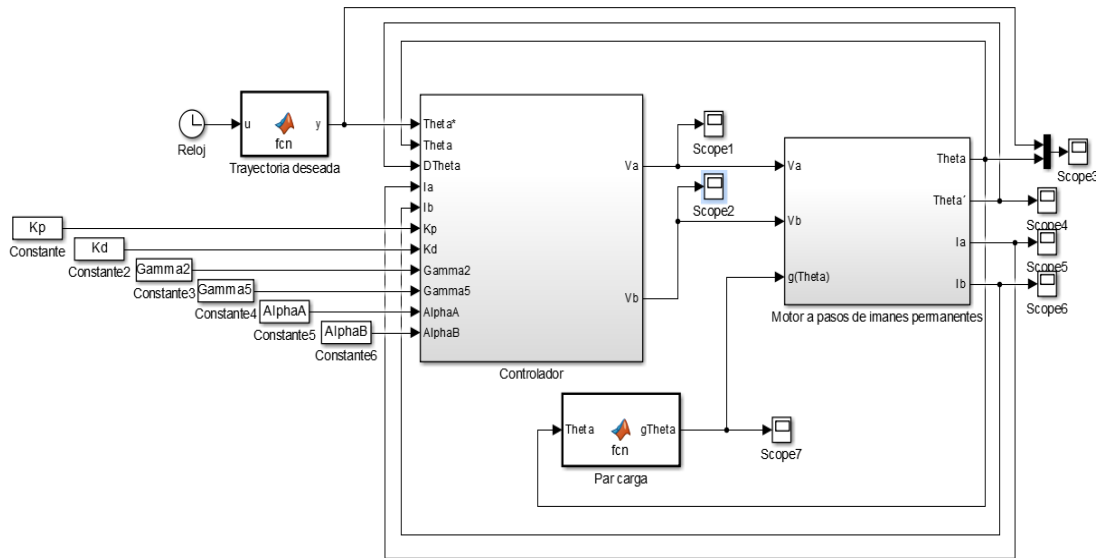 Reloj
u
fcn
y
Trayectoria deseada
Theta*
Theta
DTheta
Ia
Ib
Kp
Kd
Gamma2
Gamma5
AlphaA
AlphaB
Va
Vb
Controlador
Kp
Constante
Kd
Constante2
Gamma2
Constante3
Gamma5
Constante4
AlphaA
Constante5
AlphaB
Constante6
Scope1
Scope2
Va
Vb
g(Theta)
Theta
Theta´
Ia
Ib
Motor a pasos de imanes permanentes
Scope3
Scope4
Scope5
Scope6
Theta
fcn
gTheta
Par carga
Scope7